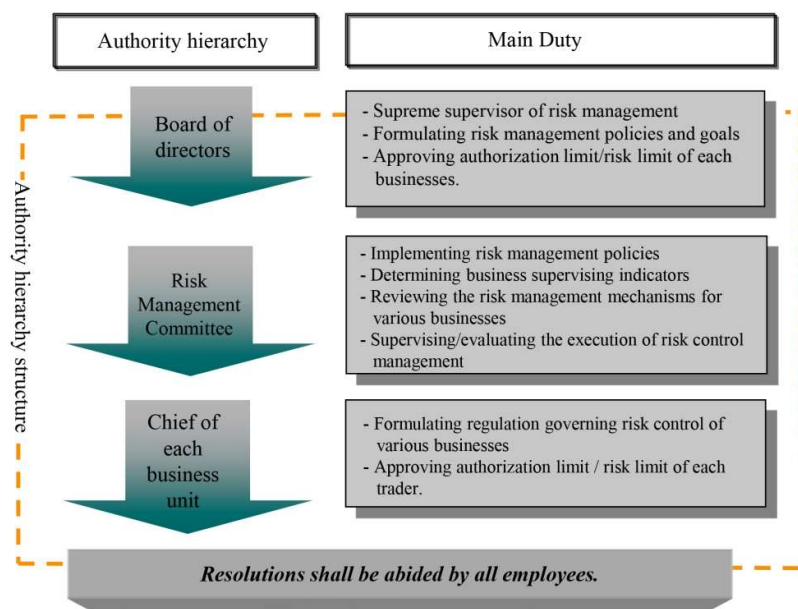 Authority hierarchy
Main Duty
Board of
directors
- Supreme supervisor of risk management
- Formulating risk management policies and goals
- Approving authorization limit/risk limit of each
businesses.
Authority hierarchy structure
Risk
Management
Committee
- Implementing risk management policies
- Determining business supervising indicators
- Reviewing the risk management mechanisms for
various businesses
- Supervising/evaluating the execution of risk control
management
Chief of
each
business
unit
- Formulating regulation governing risk control of
various businesses
- Approving authorization limit / risk limit of each
trader.
Resolutions shall be abided by all employees.